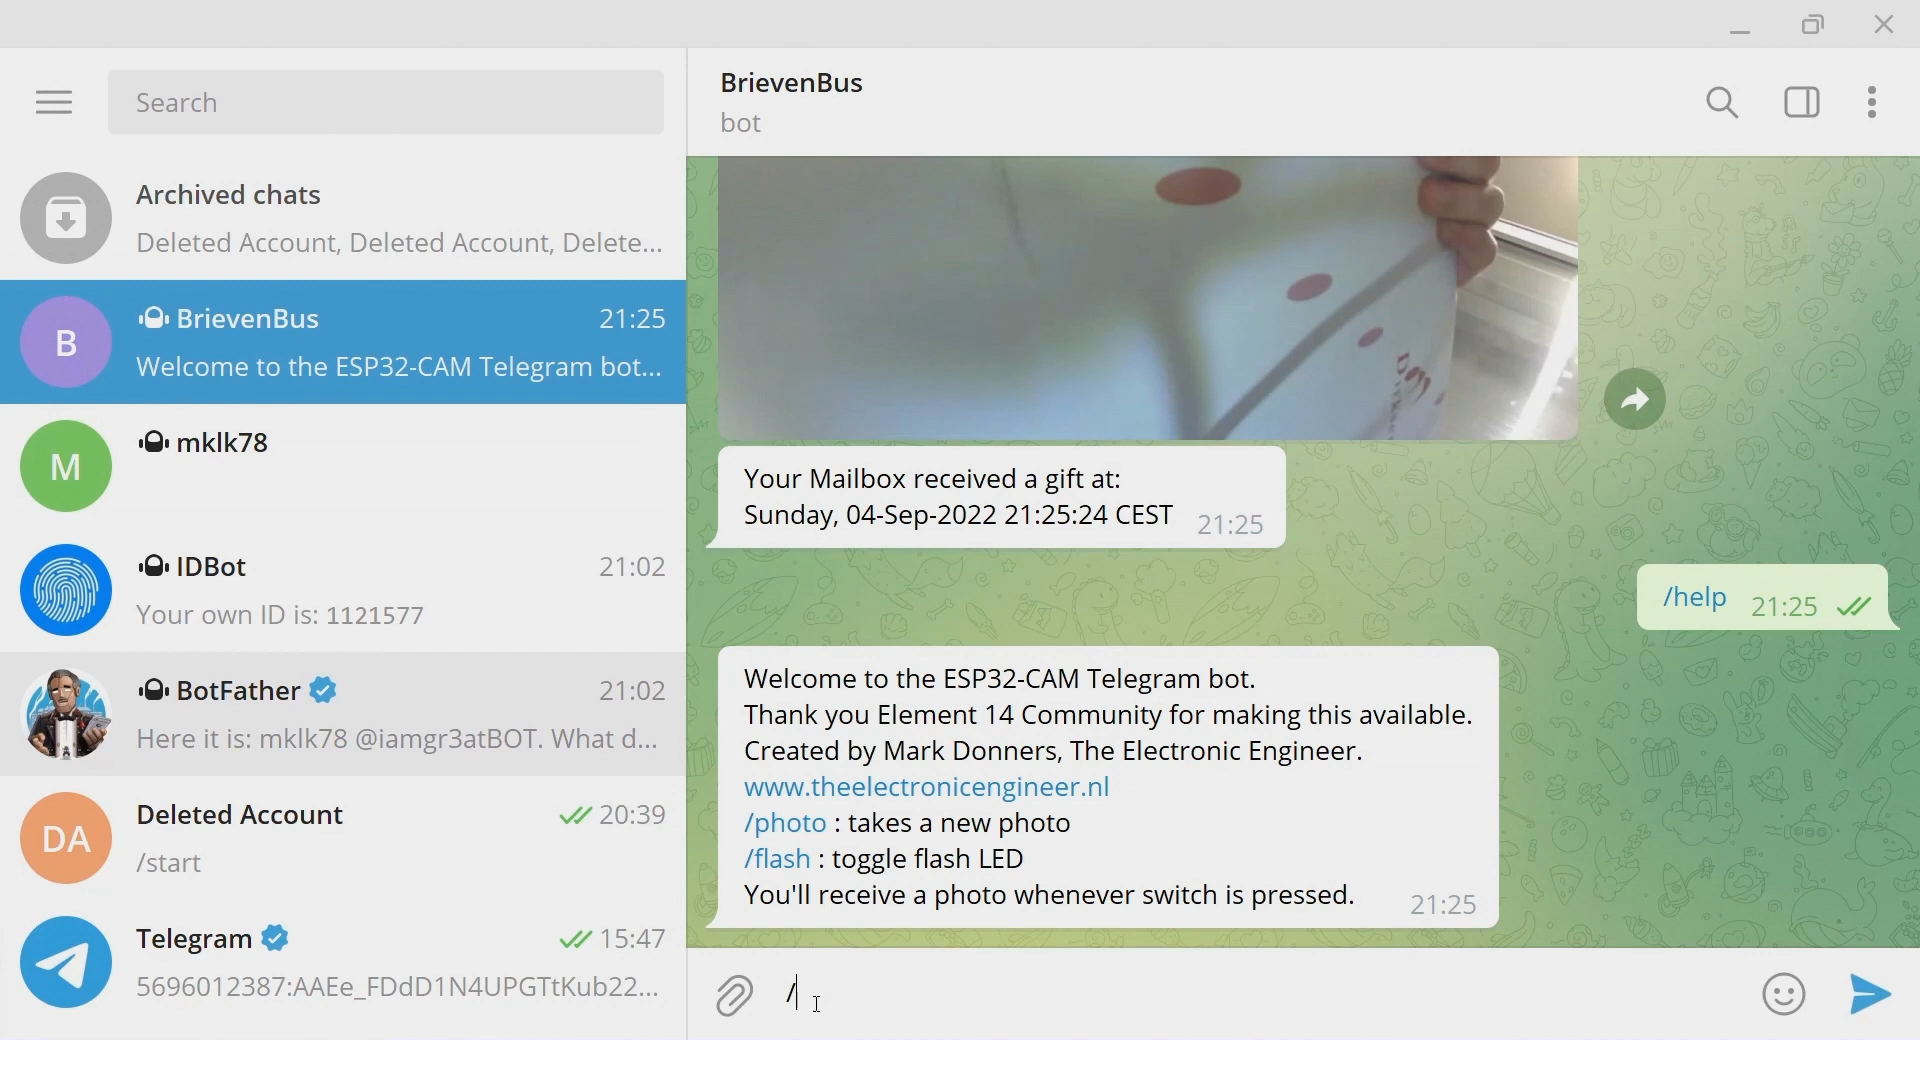 Search
Archived chats
Deleted Account, Deleted Account, Delete...
B
BrievenBus 21:25
Welcome to the ESP32-CAM Telegram bot...
M
mklk78
IDBot 21:02
Your own ID is: 1121577
BotFather 21:02
Here it is: mklk78 @iamgr3atBOT. What d...
DA
Deleted Account 20:39
/start
Telegram 15:47
5696012387:AAEe_FDdD1N4UPGTtKub22...
BrievenBus
bot
Your Mailbox received a gift at:
Sunday, 04-Sep-2022 21:25:24 CEST 21:25
/help 21:25
Welcome to the ESP32-CAM Telegram bot.
Thank you Element 14 Community for making this available.
Created by Mark Donners, The Electronic Engineer.
www.theelectronicengineer.nl
/photo : takes a new photo
/flash : toggle flash LED
You'll receive a photo whenever switch is pressed. 21:25
/